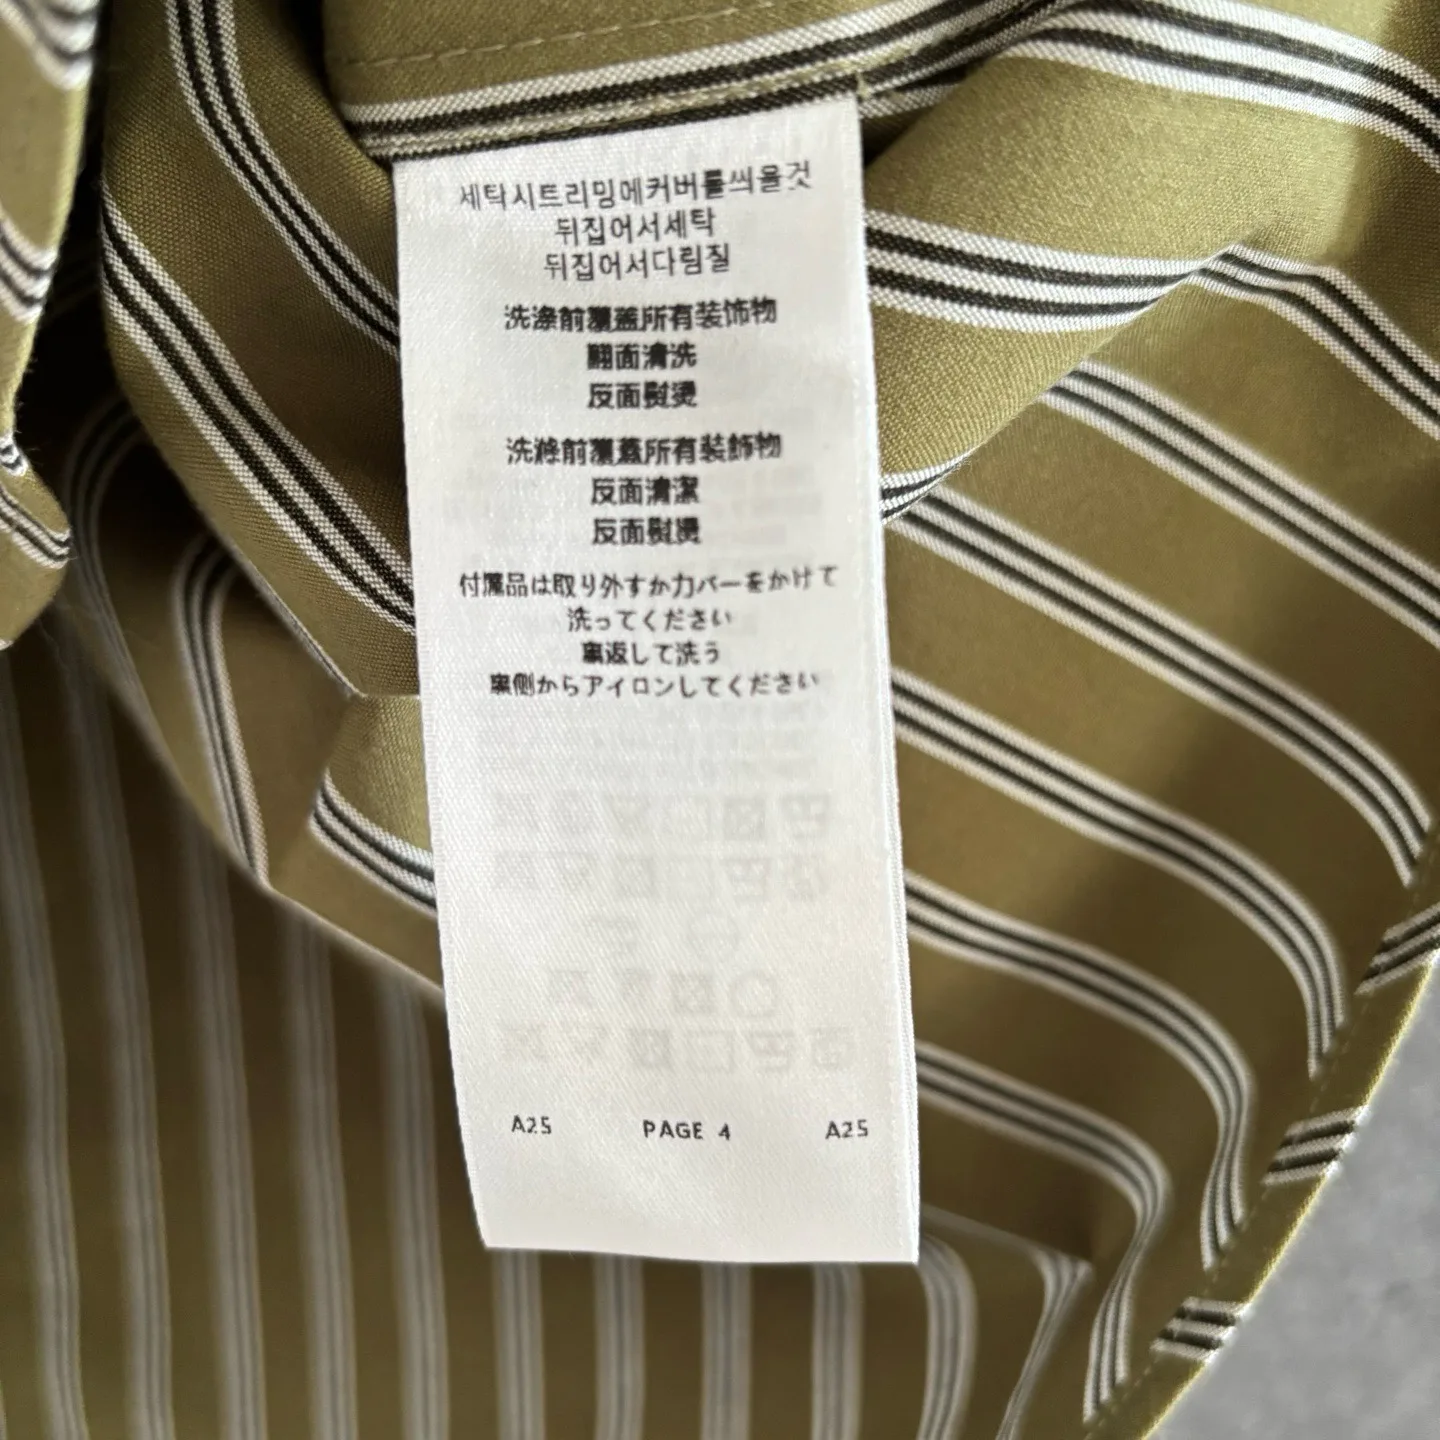 세탁시트리밍에커버를씌울것
뒤집어서세탁
뒤집어서다림질
洗涤前覆盖所有装饰物
翻面清洗
反面熨烫
洗滌前覆蓋所有裝飾物
反面清潔
反面熨燙
付属品は取り外すかカバーをかけて
洗ってください
裏返して洗う
裏側からアイロンしてください
A25 PAGE 4 A25